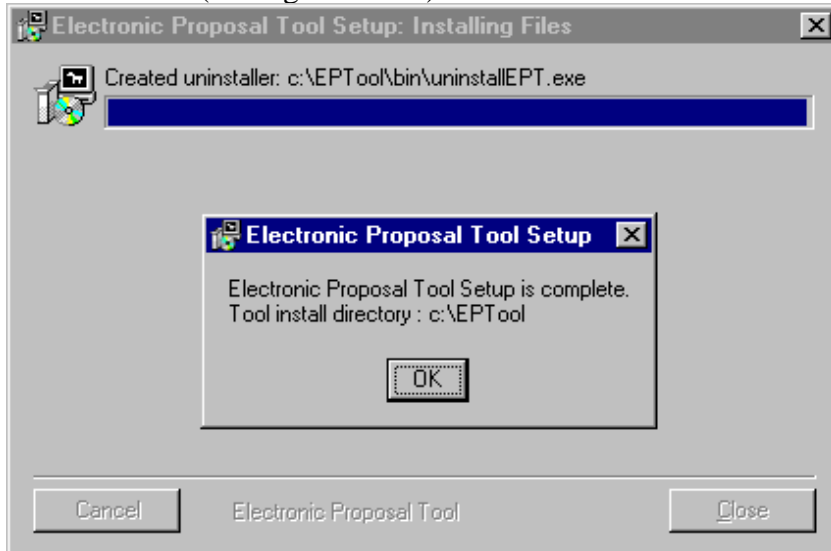 Electronic Proposal Tool Setup: Installing Files
Created uninstaller: c:\EPTool\bin\uninstallEPT.exe
Electronic Proposal Tool Setup
Electronic Proposal Tool Setup is complete.
Tool install directory : c:\EPTool
OK
Cancel
Electronic Proposal Tool
Close